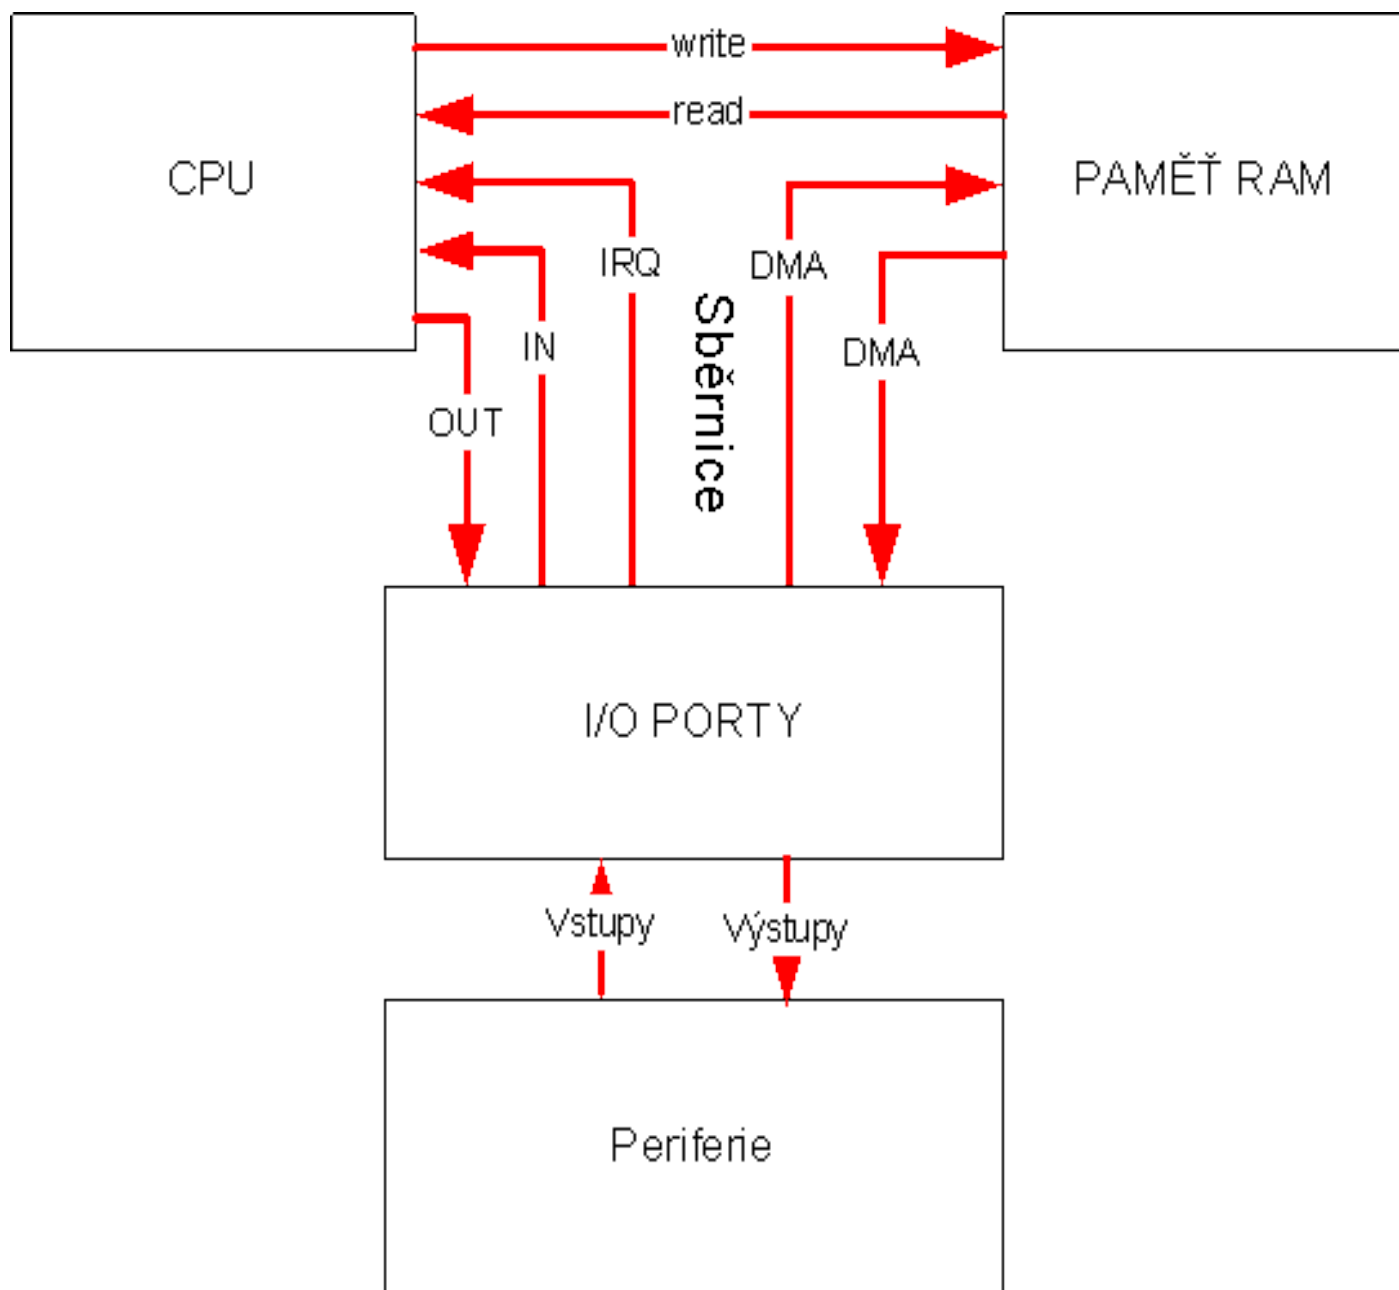 write
read
CPU
PAMĚŤ RAM
IRQ
DMA
IN
DMA
OUT
Sběrnice
I/O PORTY
Vstupy
Výstupy
Periferie